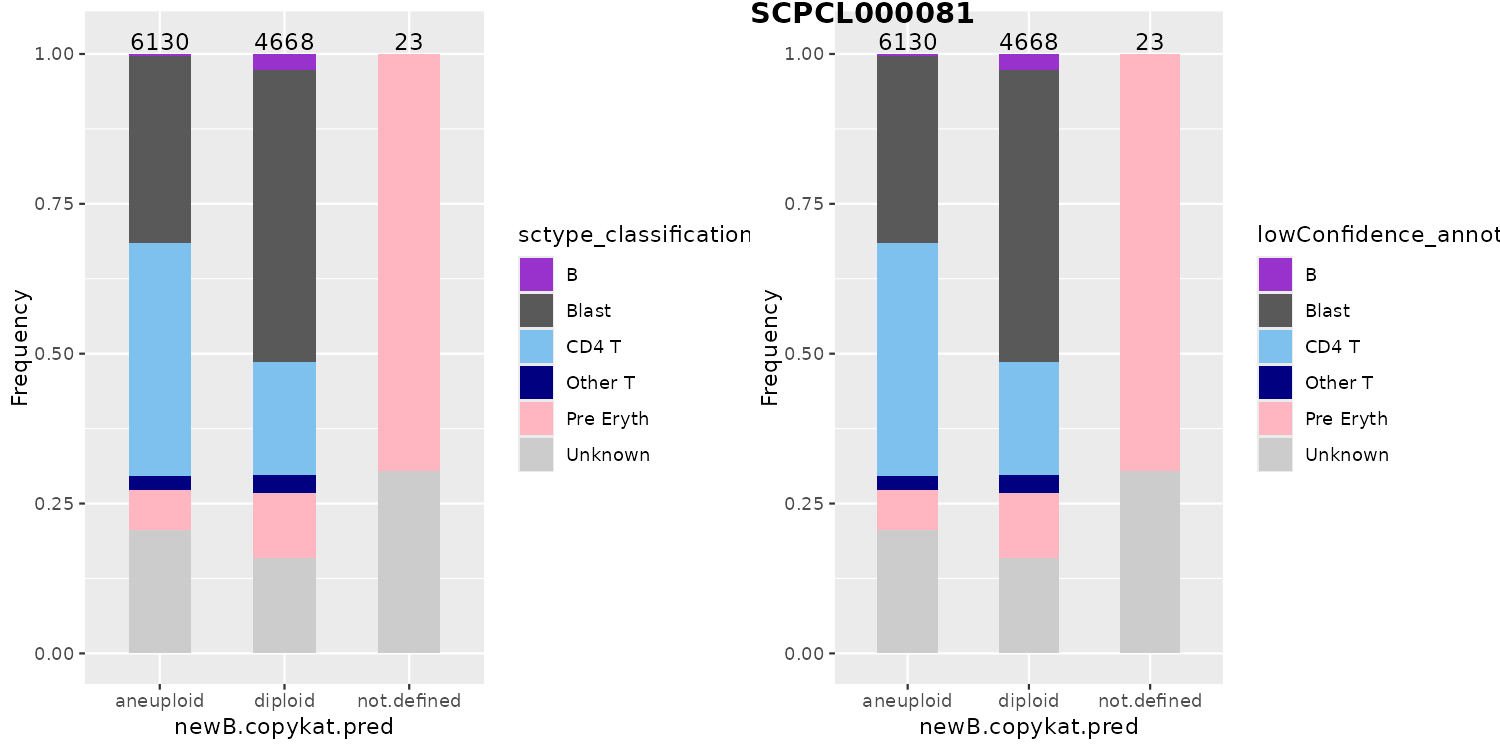 SCPCL000081
6130 4668 23
1.00
0.75
0.50
0.25
0.00
Frequency
aneuploid diploid not.defined
newB.copykat.pred
sctype_classification
B
Blast
CD4 T
Other T
Pre Eryth
Unknown
6130 4668 23
1.00
0.75
0.50
0.25
0.00
Frequency
aneuploid diploid not.defined
newB.copykat.pred
lowConfidence_annot
B
Blast
CD4 T
Other T
Pre Eryth
Unknown